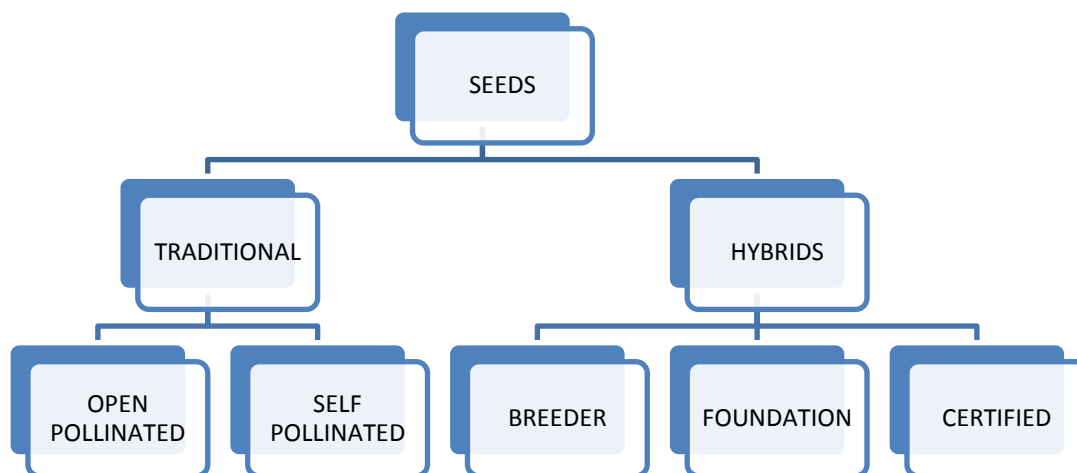 SEEDS
TRADITIONAL
HYBRIDS
OPEN
POLLINATED
SELF
POLLINATED
BREEDER
FOUNDATION
CERTIFIED